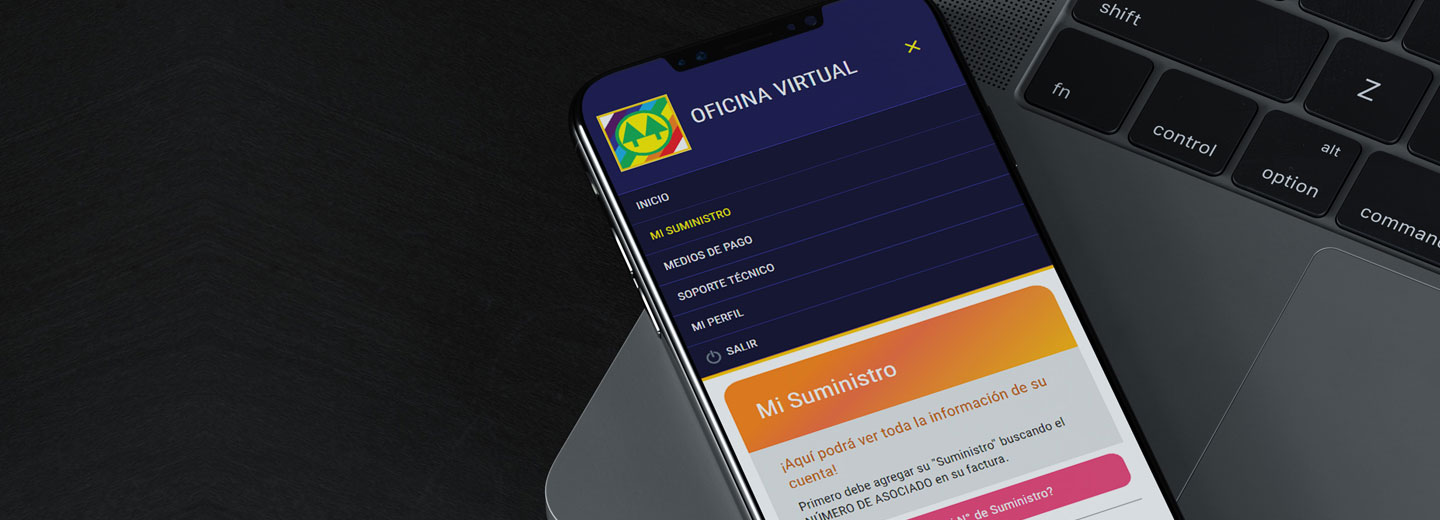 OFICINA VIRTUAL
INICIO
MI SUMINISTRO
MEDIOS DE PAGO
SOPORTE TÉCNICO
MI PERFIL
SALIR
Mi Suministro
¡Aquí podrá ver toda la información de su
cuenta!
Primero debe agregar su "Suministro" buscando el
NÚMERO DE ASOCIADO en su factura.
N° de Suministro?
shift
fn
Z
control
alt
option